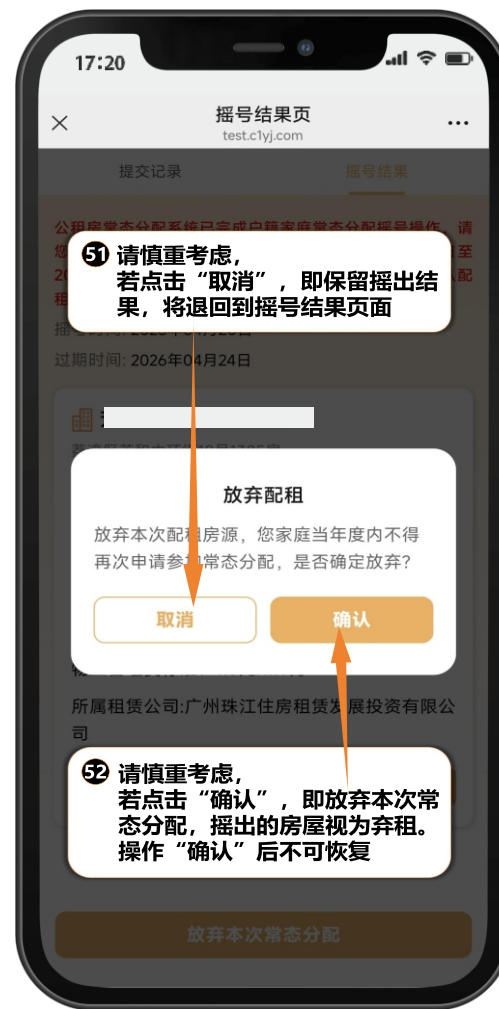 17:20
摇号结果页
test.c1yj.com
提交记录
摇号结果
公租房常态分配系统已完成户籍家庭常态分配摇号操作，请
51 请慎重考虑，
若点击“取消”，即保留摇出结
果，将退回到摇号结果页面
过期时间: 2026年04月24日
放弃配租
放弃本次配租房源，您家庭当年度内不得
再次申请参加常态分配，是否确定放弃？
取消
确认
所属租赁公司:广州珠江住房租赁发展投资有限公
司
52 请慎重考虑，
若点击“确认”，即放弃本次常
态分配，摇出的房屋视为弃租。
操作“确认”后不可恢复
放弃本次常态分配